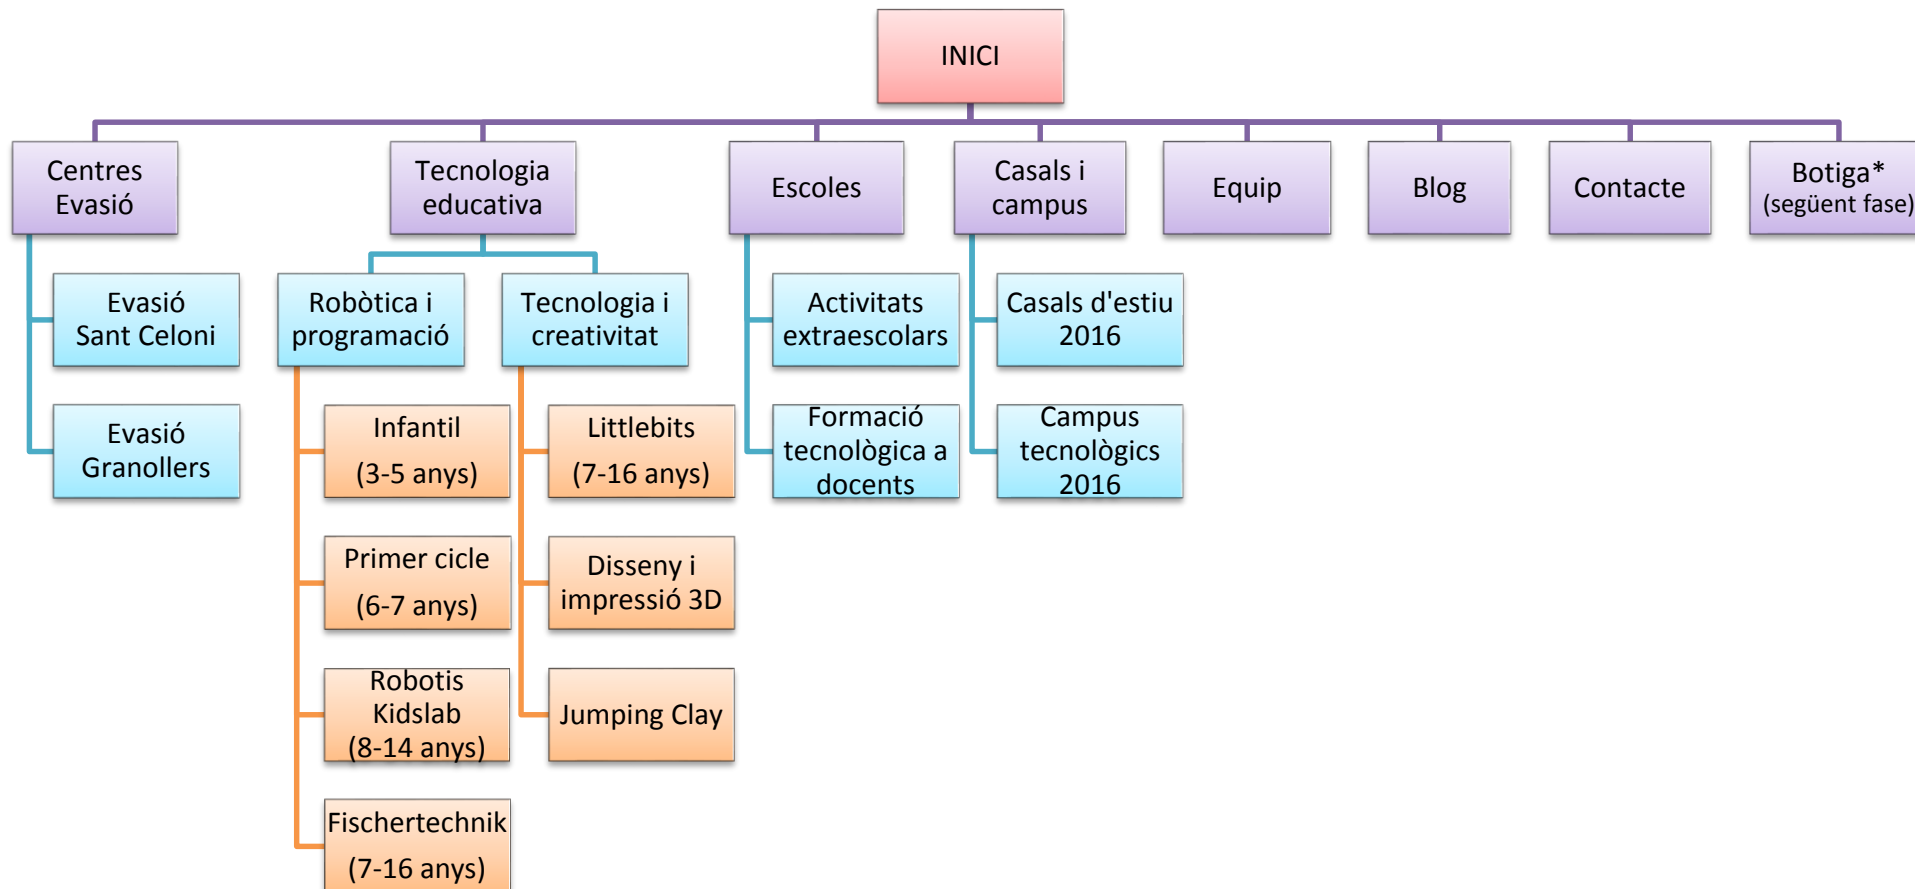 INICI
Centres
Evasió
Tecnologia
educativa
Escoles
Casals i
campus
Equip
Blog
Contacte
Botiga*
(següent fase)
Evasió
Sant Celoni
Robòtica i
programació
Tecnologia i
creativitat
Activitats
extraescolars
Casals d'estiu
2016
Evasió
Granollers
Infantil
(3-5 anys)
Littlebits
(7-16 anys)
Formació
tecnològica a
docents
Campus
tecnològics
2016
Primer cicle
(6-7 anys)
Disseny i
impressió 3D
Robotis
Kidslab
(8-14 anys)
Jumping Clay
Fischertechnik
(7-16 anys)